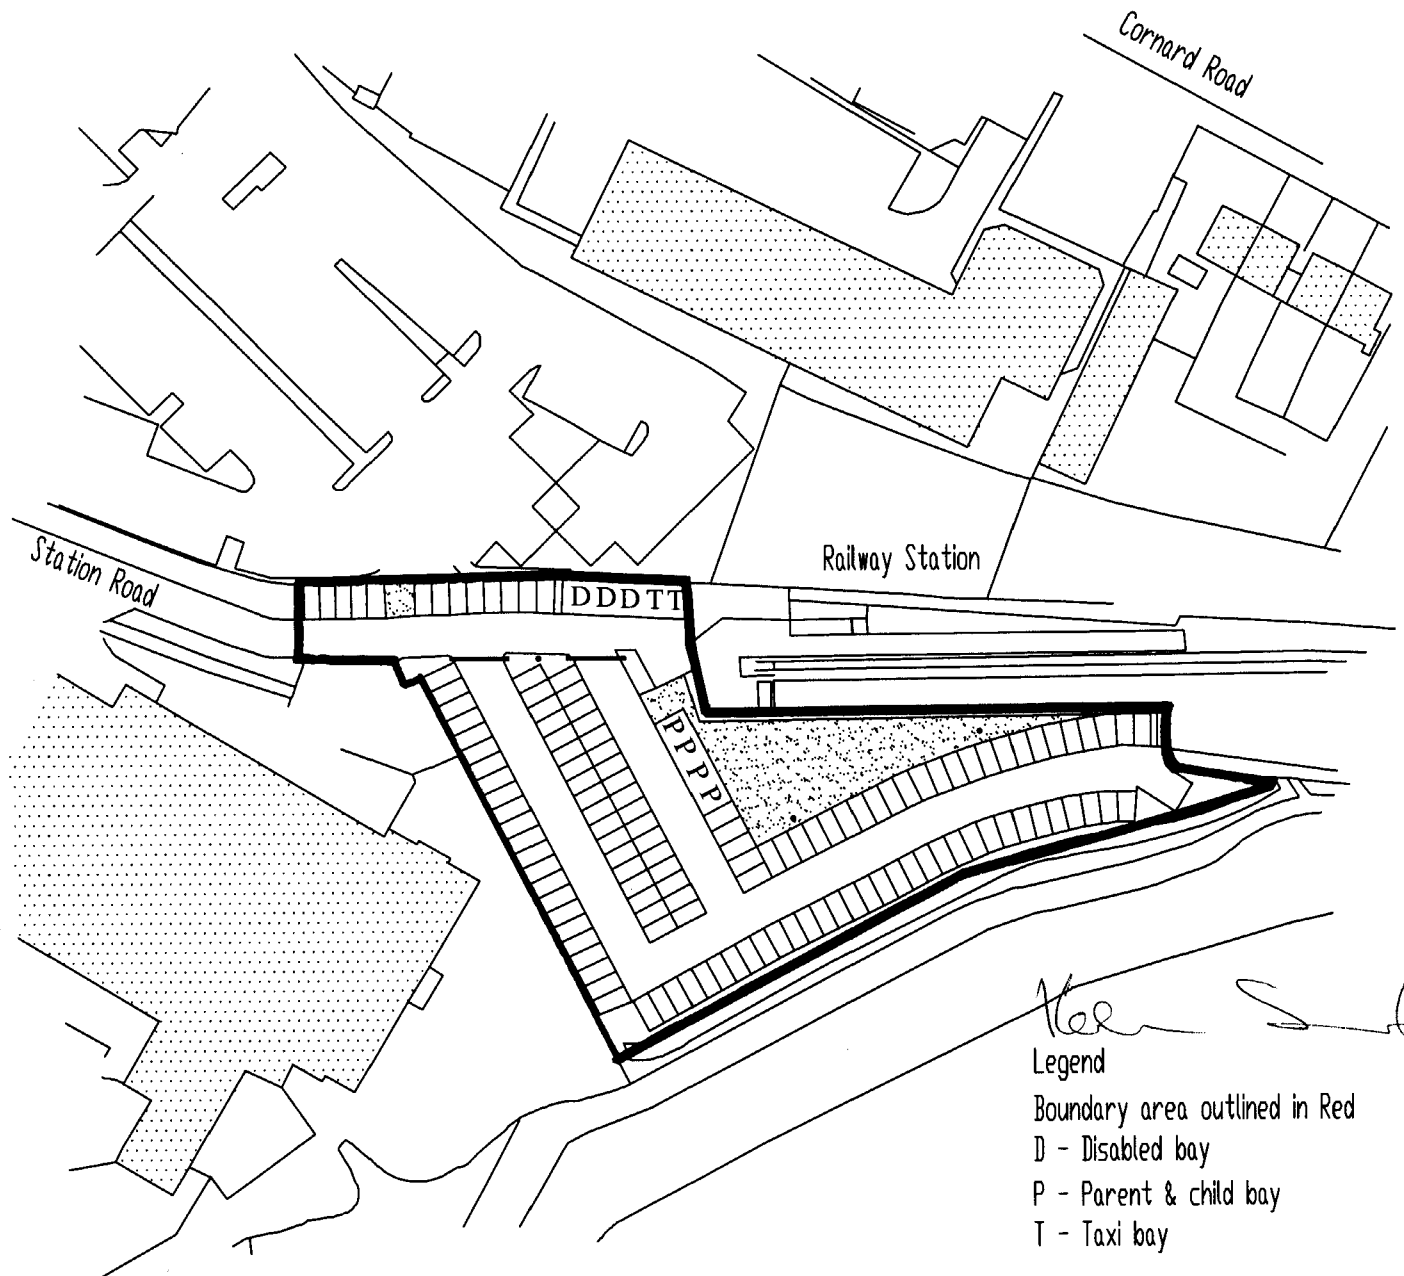 Cornard Road
Station Road
Railway Station
DDDTT
P
P
P
P
Legend
Boundary area outlined in Red
D - Disabled bay
P - Parent & child bay
T - Taxi bay